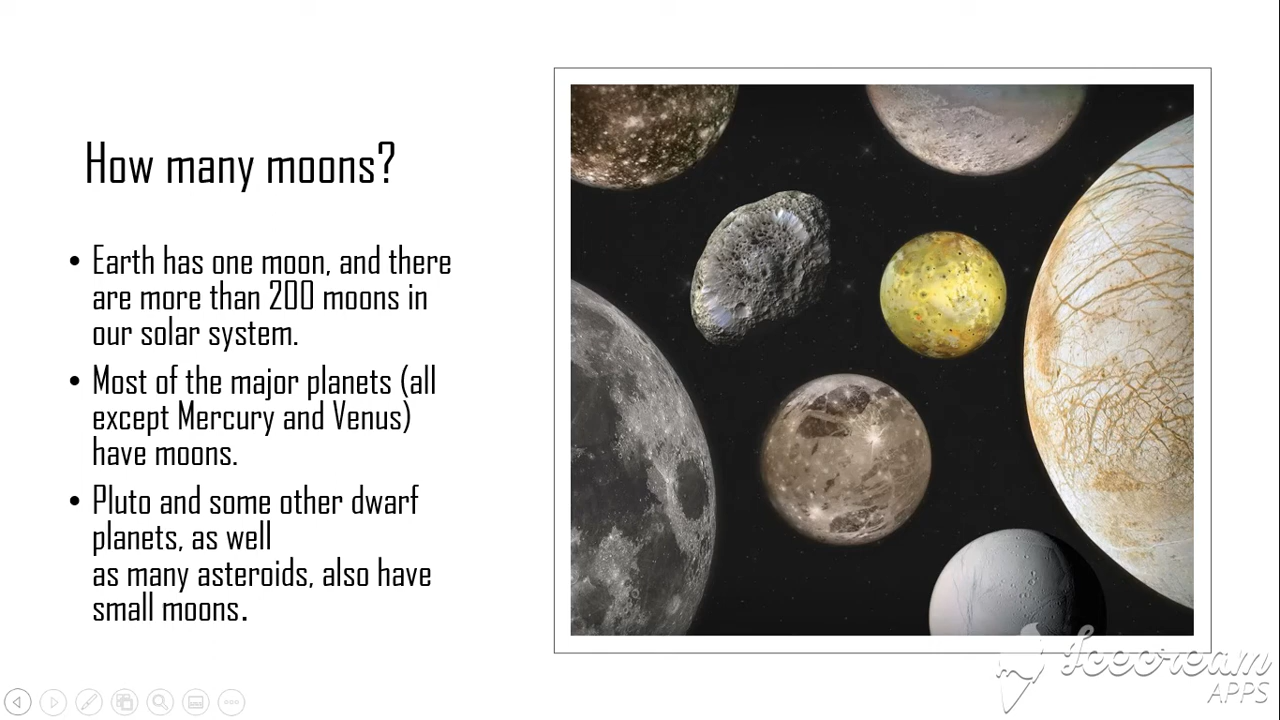 How many moons?
• Earth has one moon, and there
are more than 200 moons in
our solar system.
• Most of the major planets (all
except Mercury and Venus)
have moons.
• Pluto and some other dwarf
planets, as well
as many asteroids, also have
small moons.
Icecream
APPS